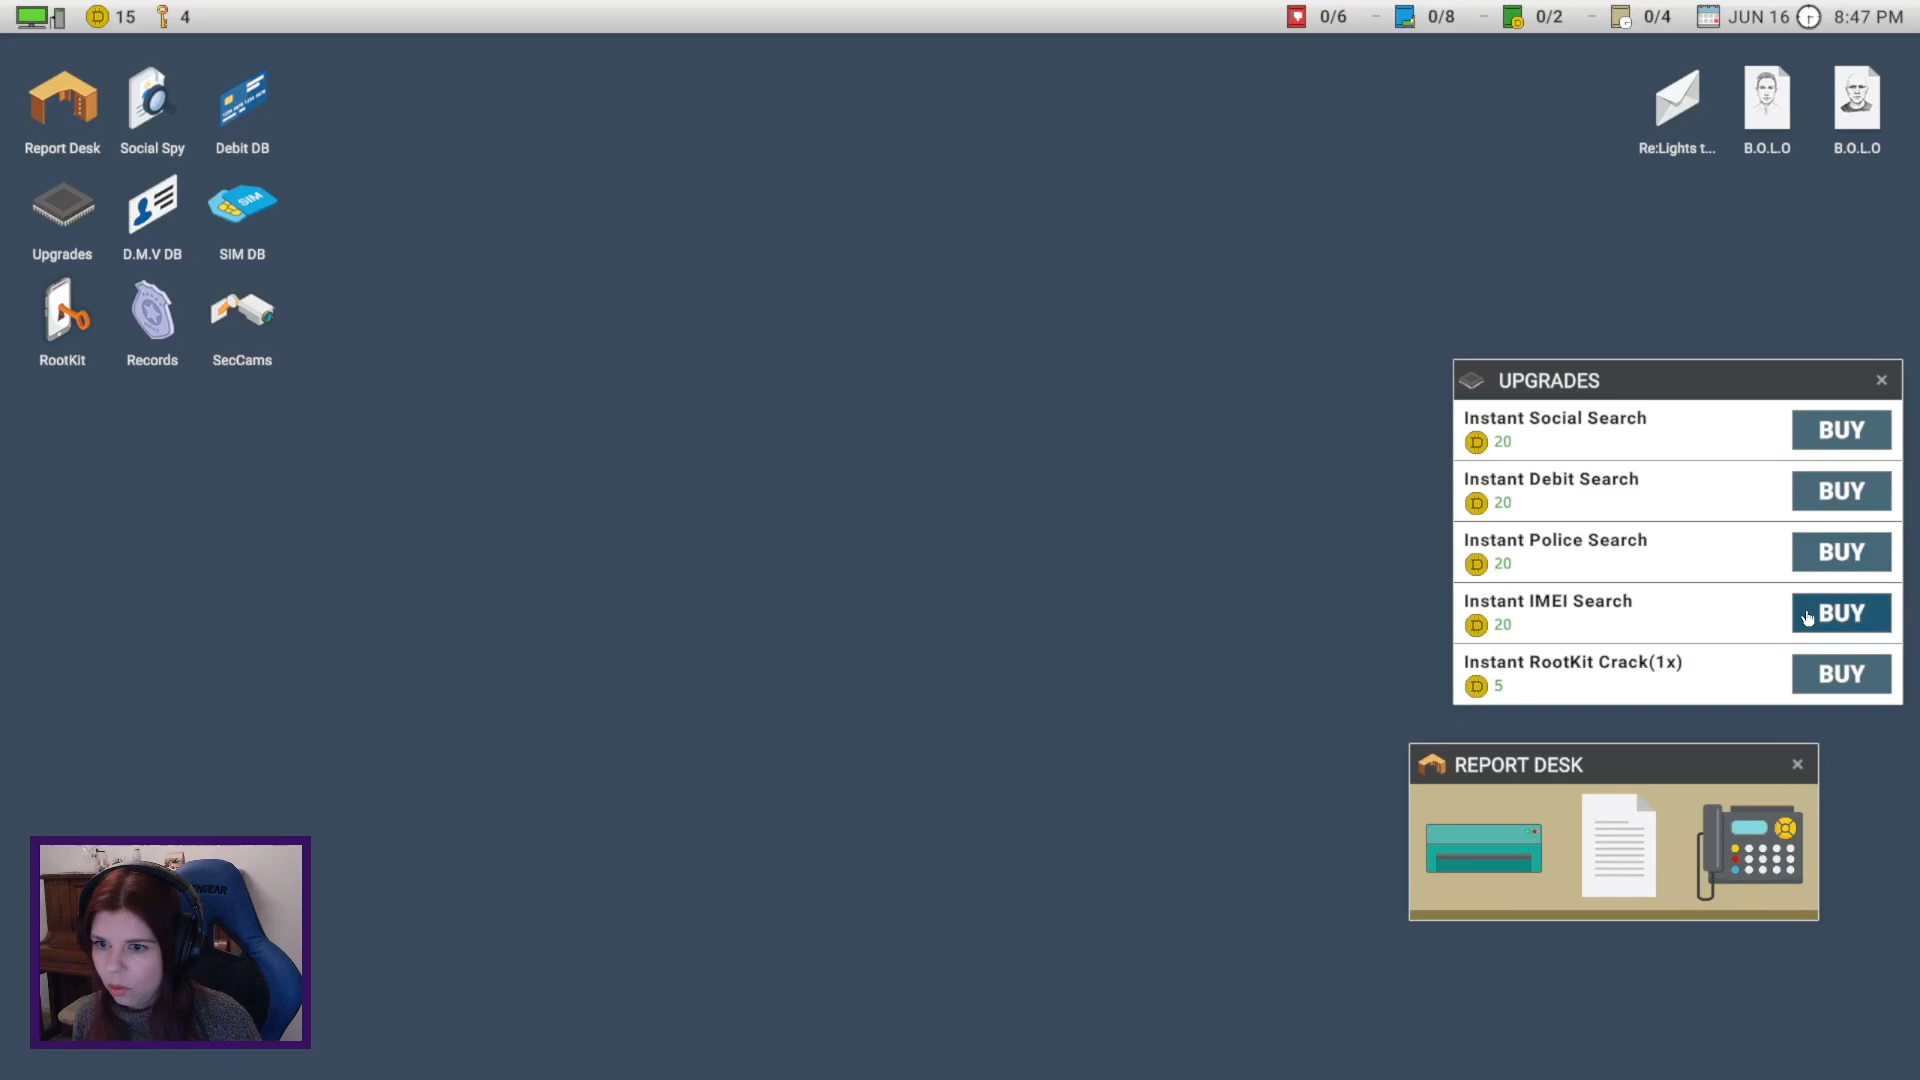 15 4 0/6 0/8 0/2 0/4 JUN 16 8:47 PM
Report Desk Social Spy Debit DB
Re:Lights t... B.O.L.O B.O.L.O
Upgrades D.M.V DB SIM DB
SIM
RootKit Records SecCams
UPGRADES
Instant Social Search
20
BUY
Instant Debit Search
20
BUY
Instant Police Search
20
BUY
Instant IMEI Search
20
BUY
Instant RootKit Crack(1x)
5
BUY
REPORT DESK